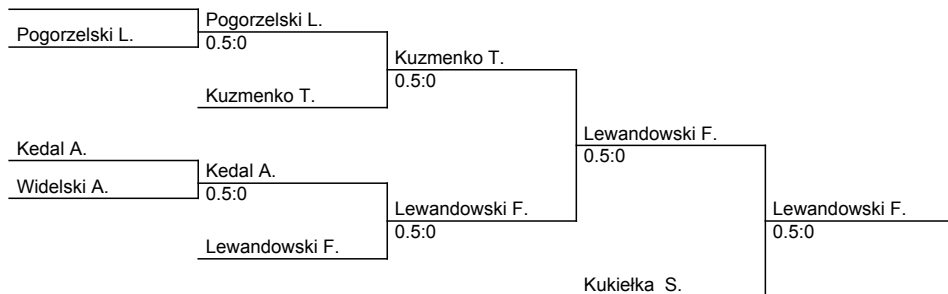 Pogorzelski L.
Pogorzelski L.
0.5:0
Kuzmenko T.
Kuzmenko T.
0.5:0
Kedal A.
Widelski A.
Kedal A.
0.5:0
Lewandowski F.
Lewandowski F.
0.5:0
Lewandowski F.
0.5:0
Kukiełka  S.
Lewandowski F.
0.5:0